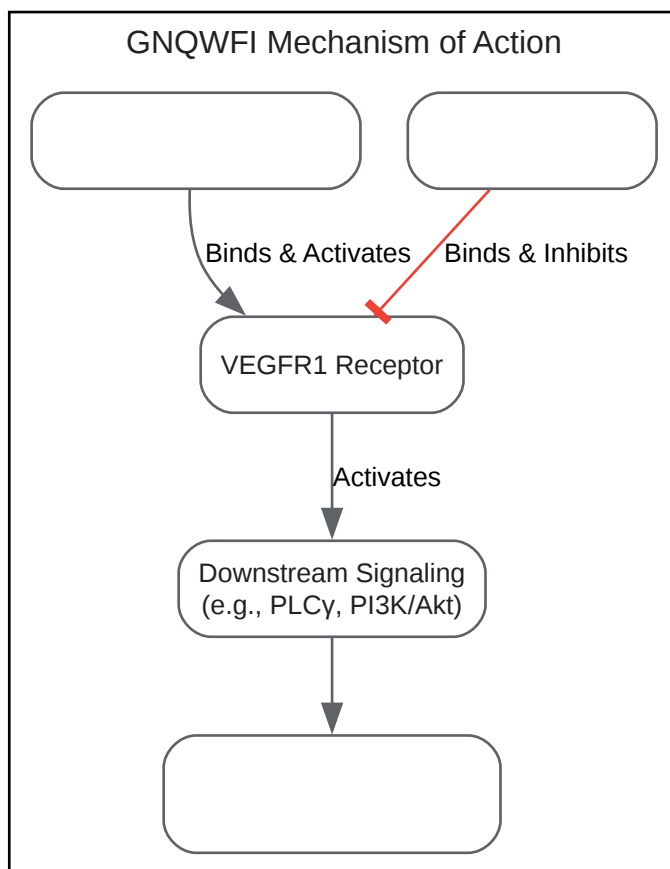 GNQWFI Mechanism of Action
Binds & Activates
Binds & Inhibits
VEGFR1 Receptor
Activates
Downstream Signaling
(e.g., PLCγ, PI3K/Akt)